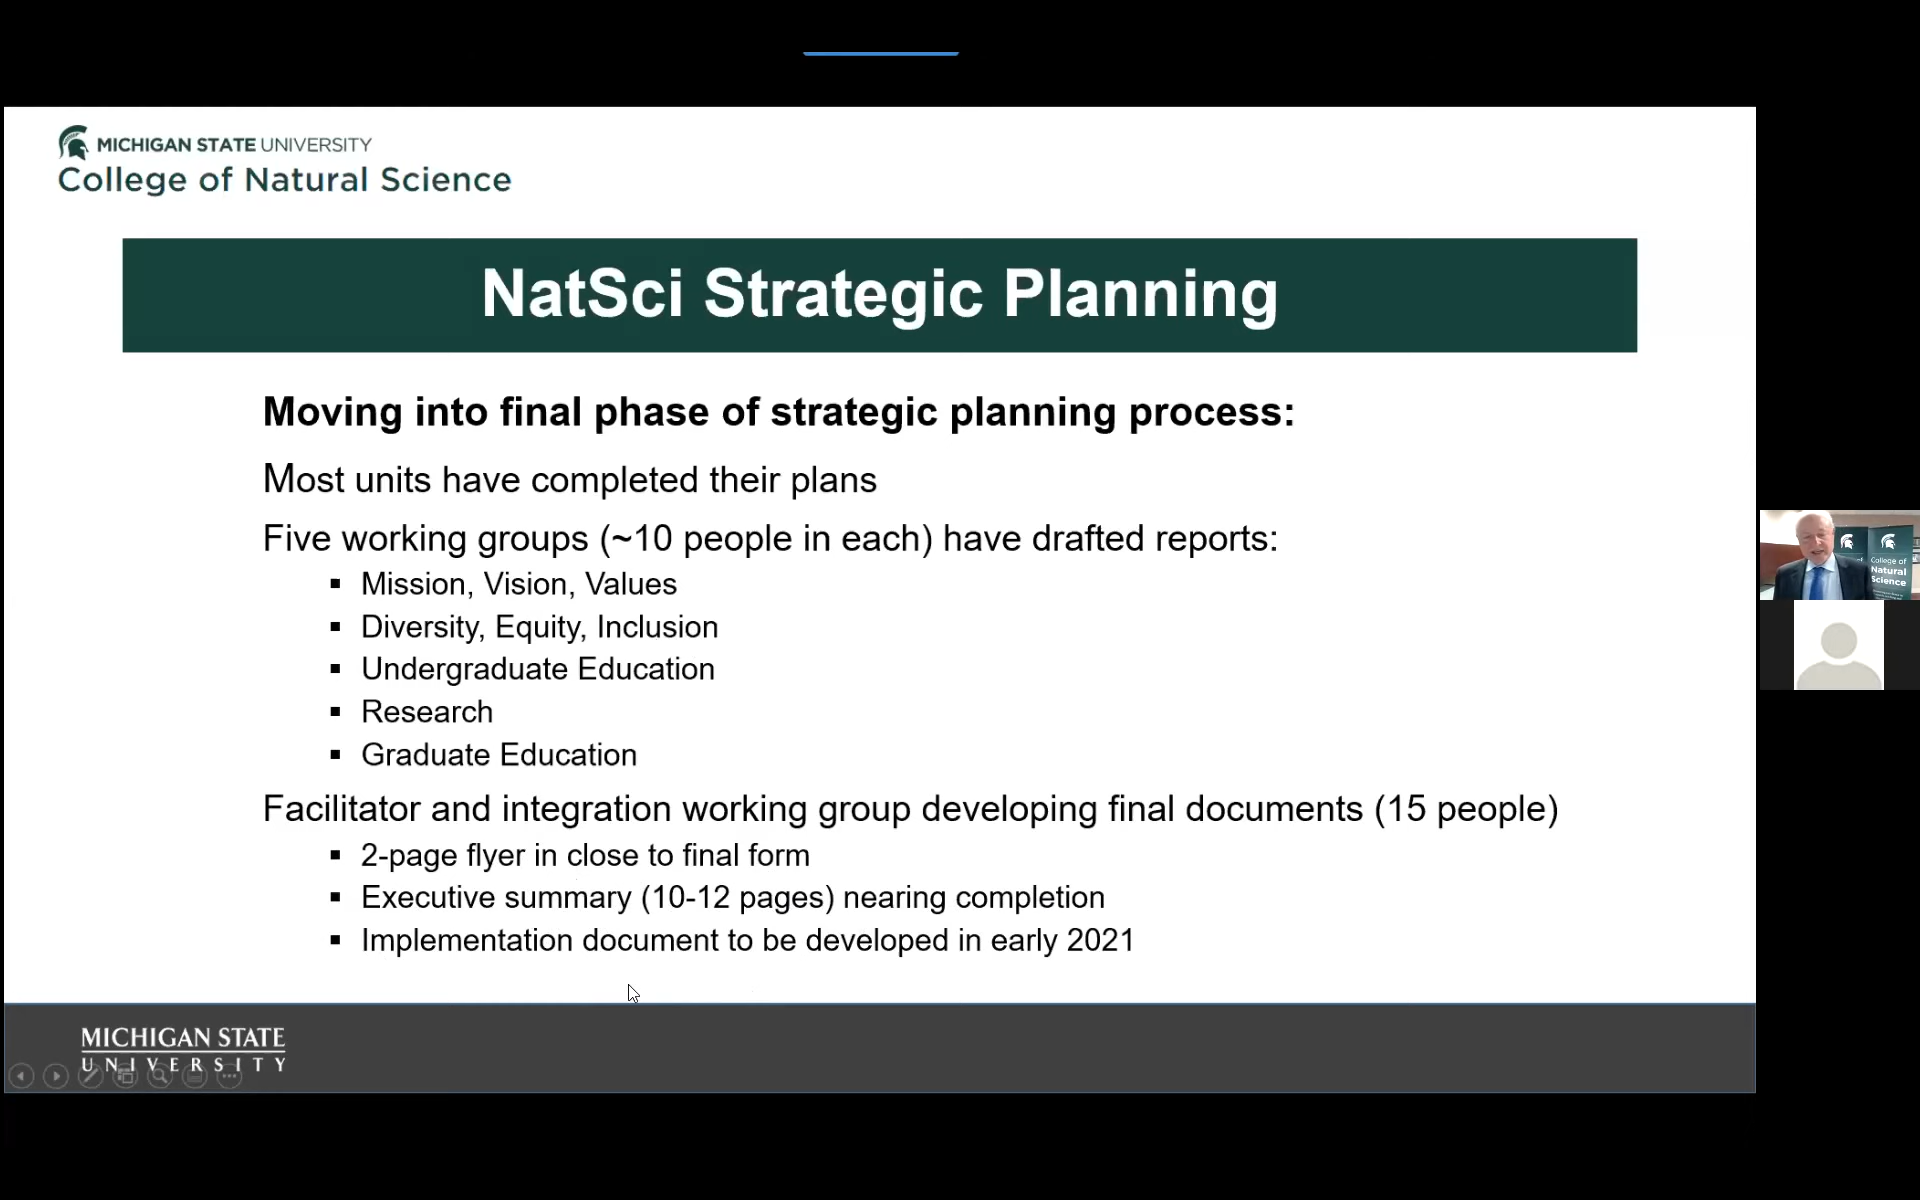 MICHIGAN STATE UNIVERSITY
College of Natural Science
NatSci Strategic Planning
Moving into final phase of strategic planning process:
Most units have completed their plans
Five working groups (~10 people in each) have drafted reports:
▪ Mission, Vision, Values
▪ Diversity, Equity, Inclusion
▪ Undergraduate Education
▪ Research
▪ Graduate Education
Facilitator and integration working group developing final documents (15 people)
▪ 2-page flyer in close to final form
▪ Executive summary (10-12 pages) nearing completion
▪ Implementation document to be developed in early 2021
MICHIGAN STATE
UNIVERSITY
College of
Natural
Science